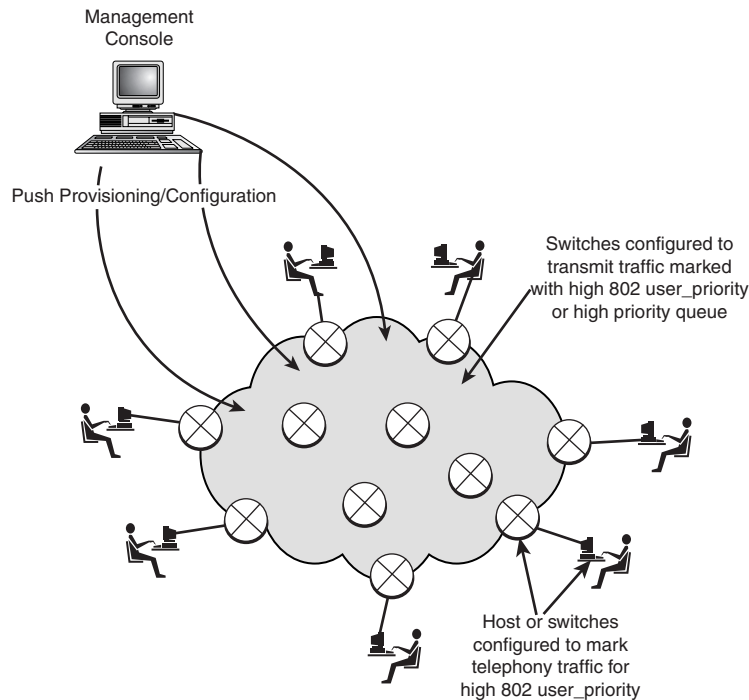 Management
Console
Push Provisioning/Configuration
Switches configured to
transmit traffic marked
with high 802 user_priority
or high priority queue
Host or switches
configured to mark
telephony traffic for
high 802 user_priority